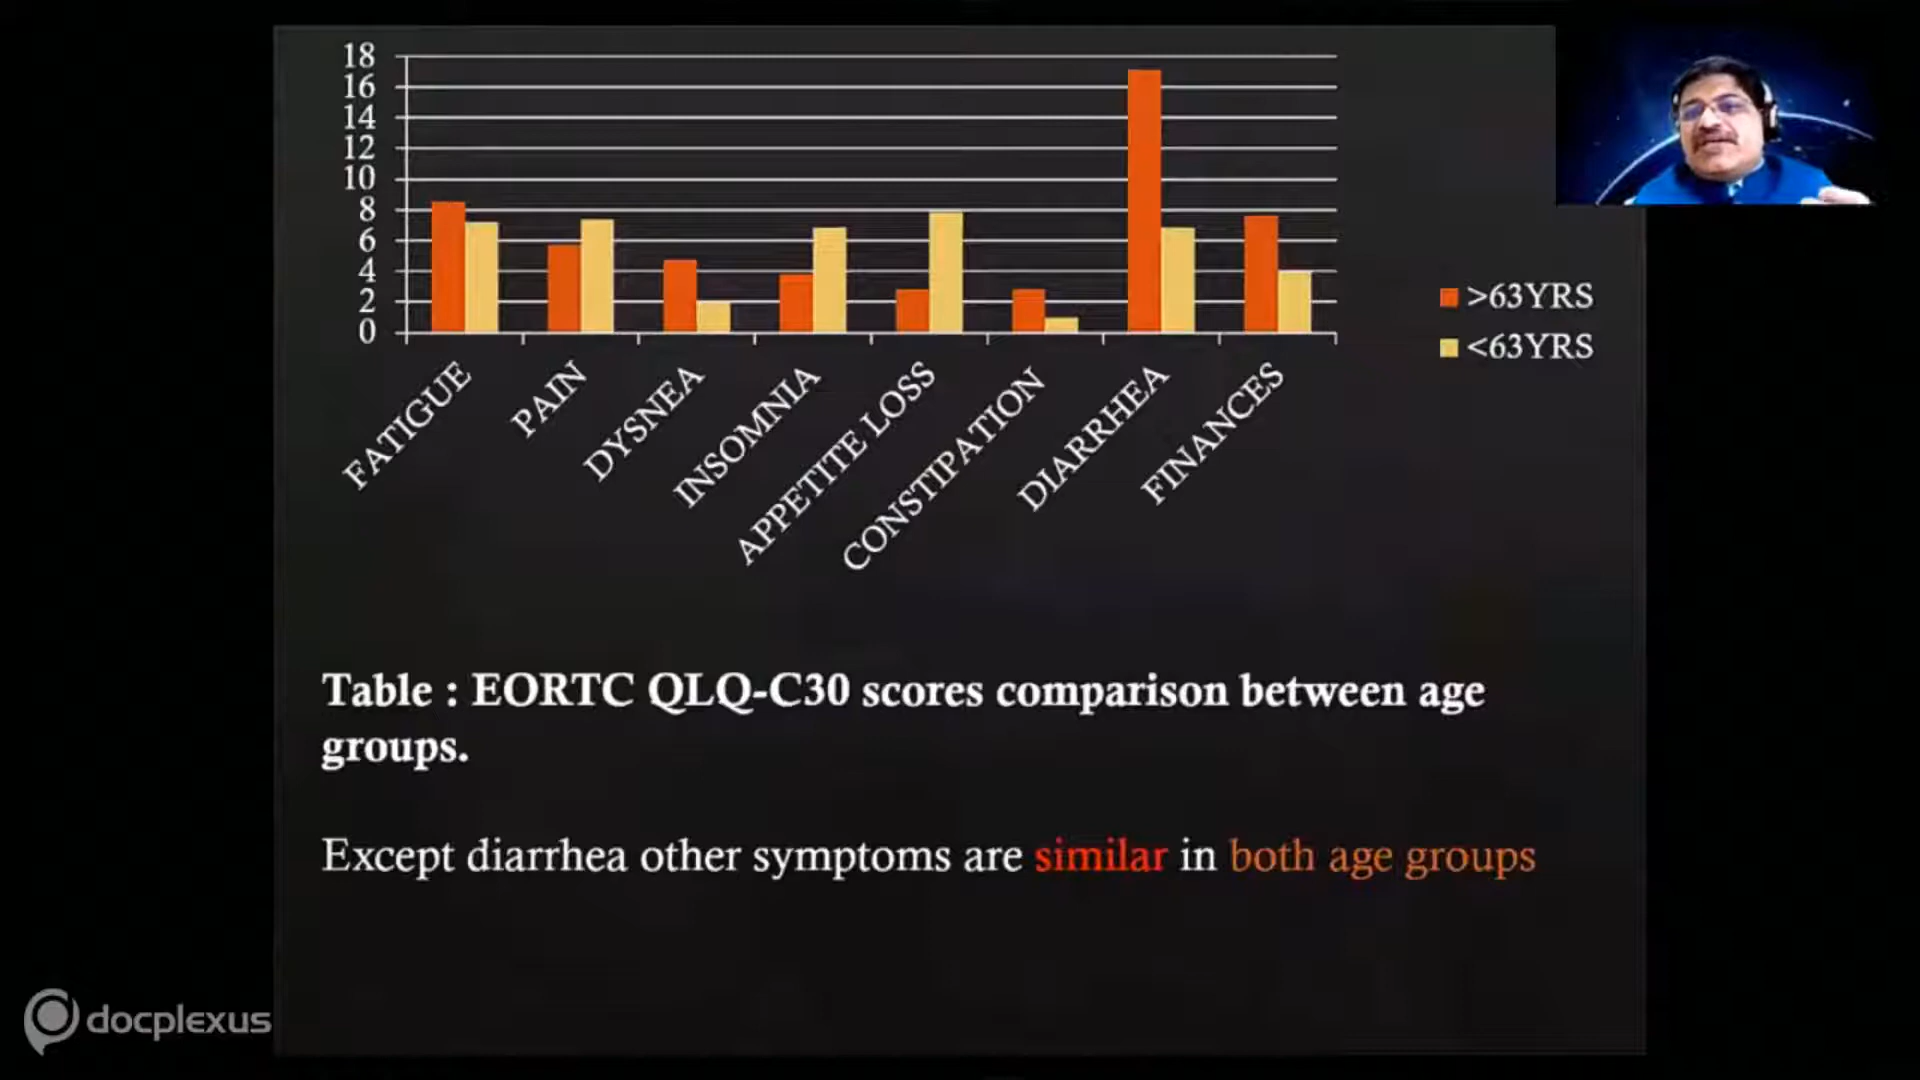 18
16
14
12
10
8
6
4
2
0
FATIGUE
PAIN
DYSNEA
INSOMNIA
APPETITE LOSS
CONSTIPATION
DIARRHEA
FINANCES
>63YRS
<63YRS
Table : EORTC QLQ-C30 scores comparison between age
groups.
Except diarrhea other symptoms are similar in both age groups
docplexus